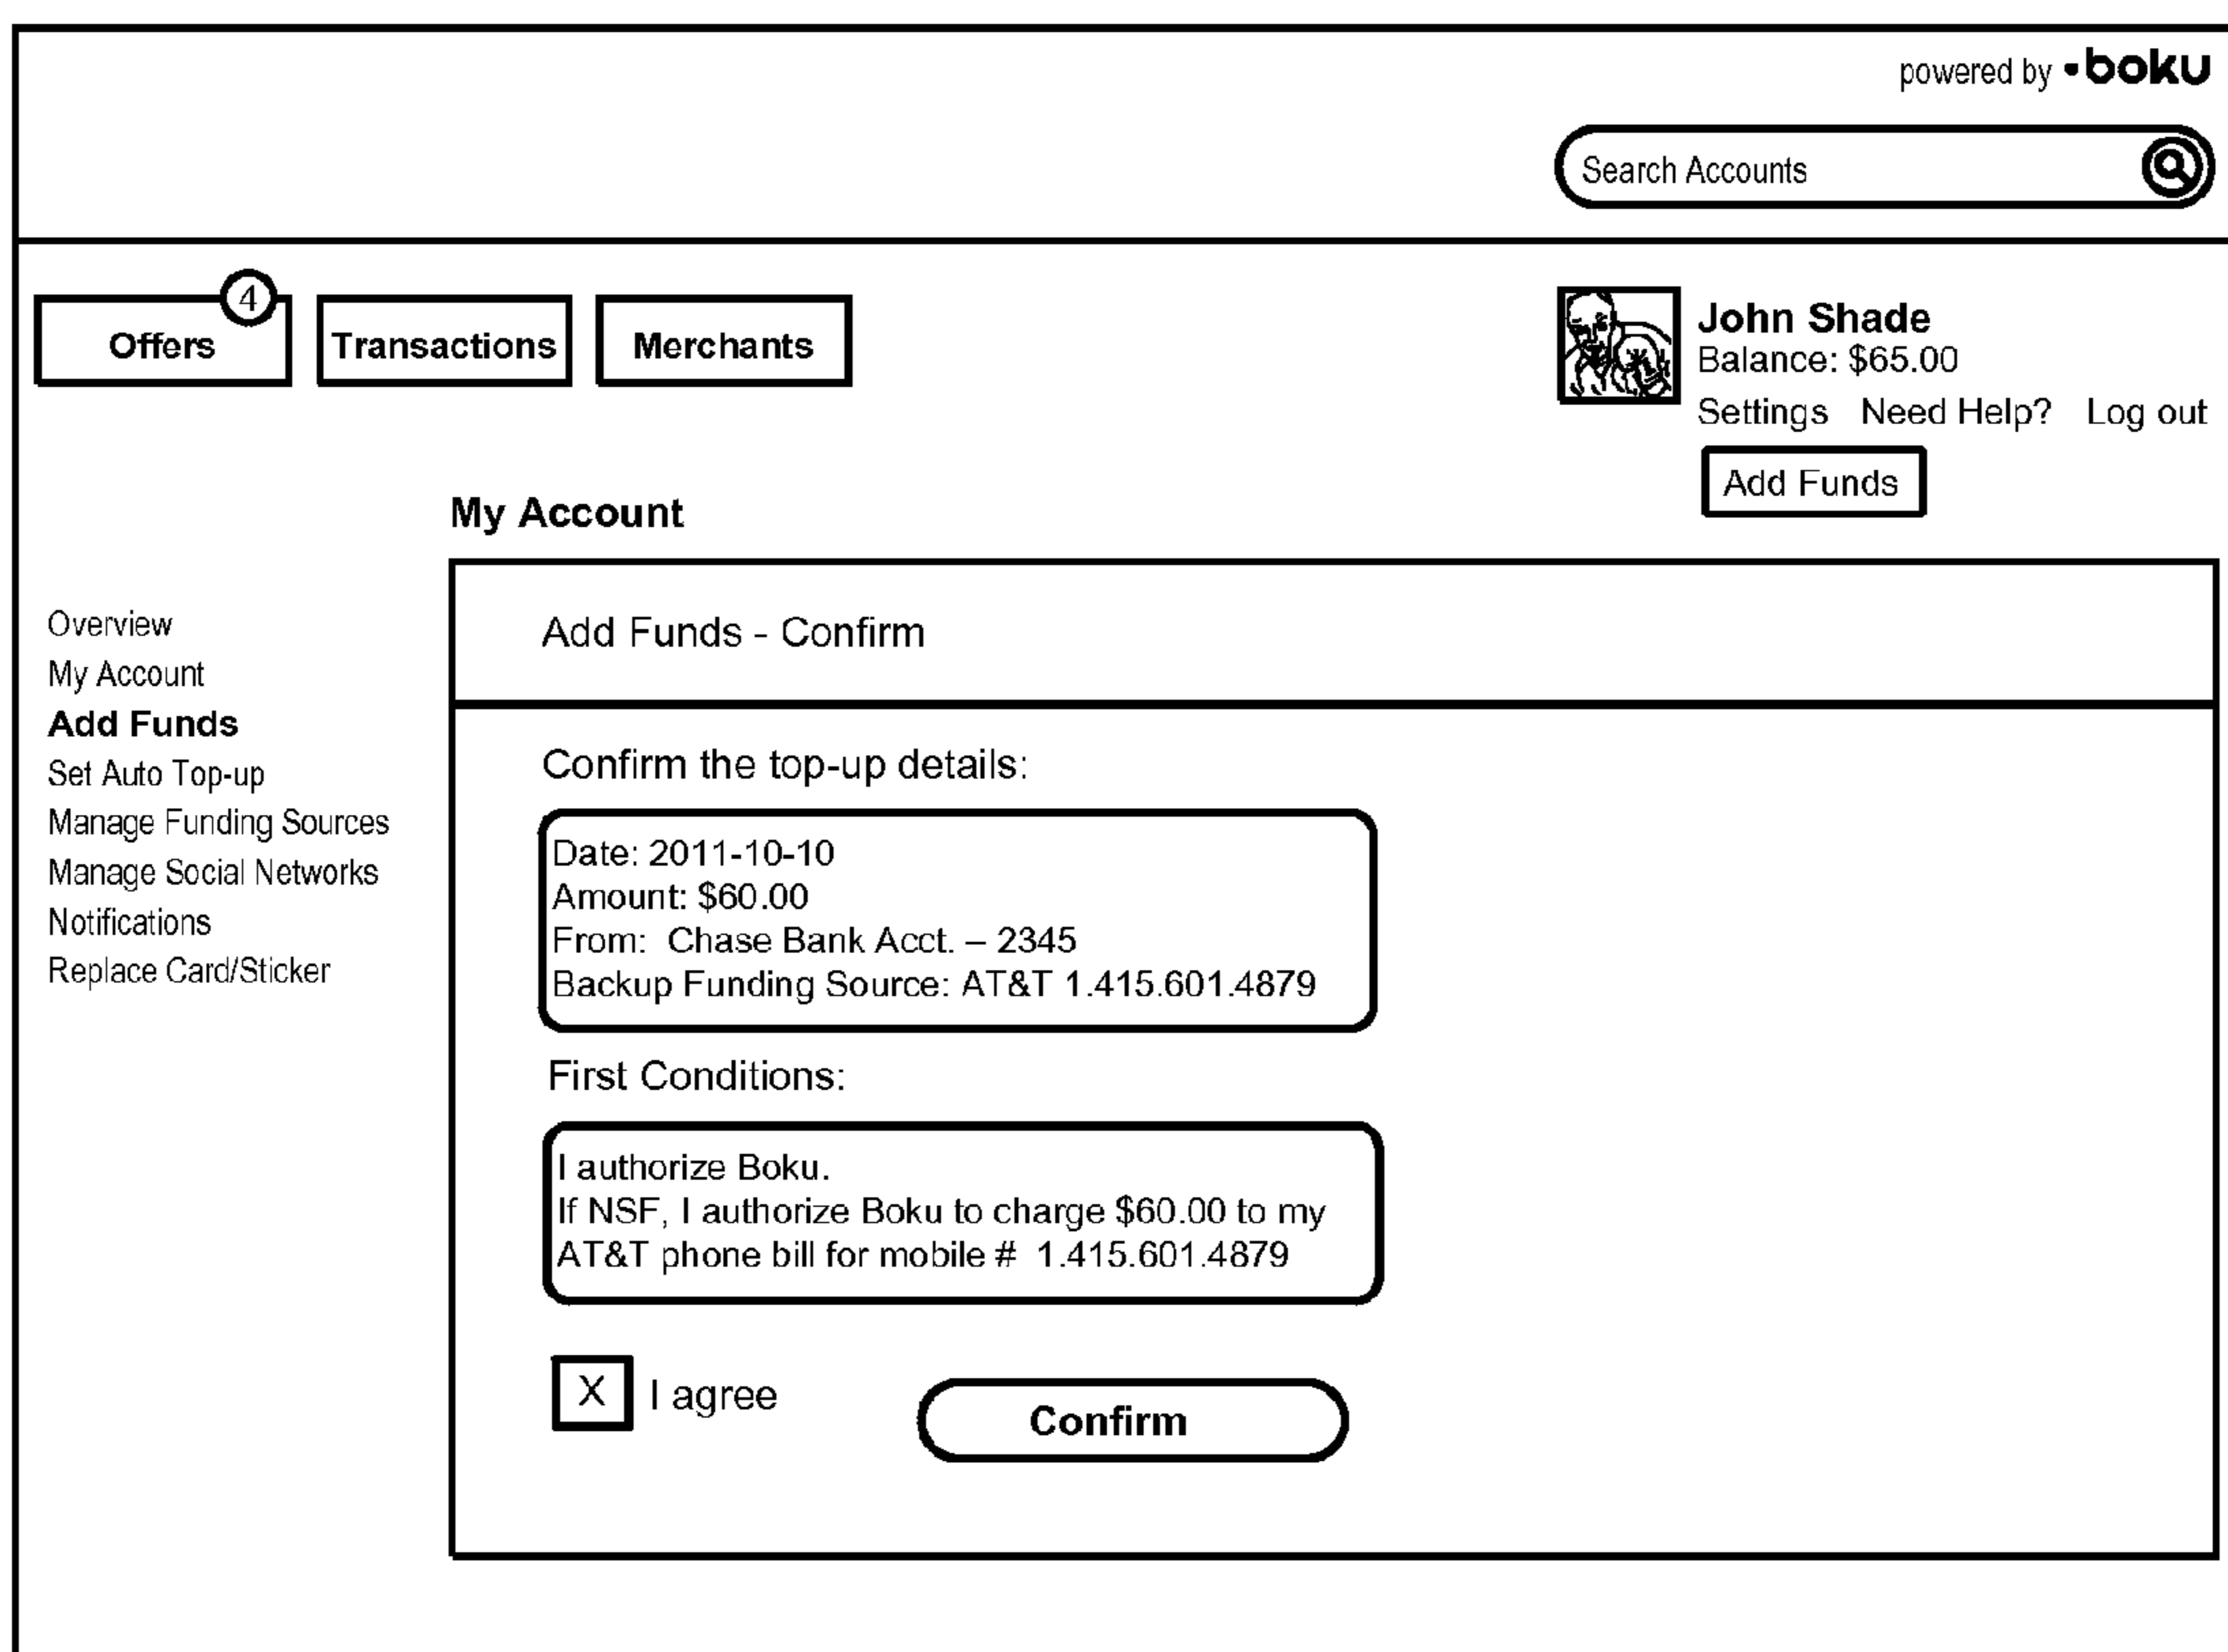 powered by boku
Search Accounts
4
Offers
Transactions
Merchants
John Shade
Balance: $65.00
Settings Need Help? Log out
Add Funds
My Account
Overview
My Account
Add Funds
Set Auto Top-up
Manage Funding Sources
Manage Social Networks
Notifications
Replace Card/Sticker
Add Funds - Confirm
Confirm the top-up details:
Date: 2011-10-10
Amount: $60.00
From: Chase Bank Acct. – 2345
Backup Funding Source: AT&T 1.415.601.4879
First Conditions:
I authorize Boku.
If NSF, I authorize Boku to charge $60.00 to my
AT&T phone bill for mobile # 1.415.601.4879
X I agree
Confirm